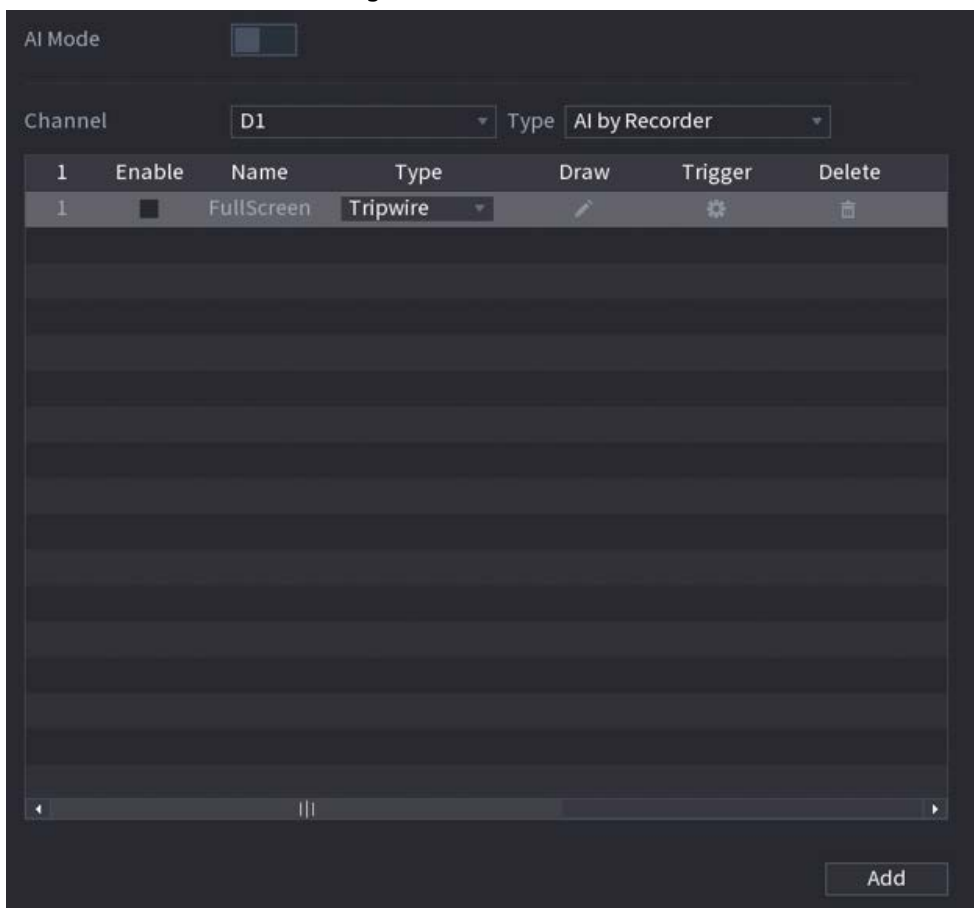 AI Mode
Channel D1 Type AI by Recorder
1 Enable Name Type Draw Trigger Delete
1 FullScreen Tripwire
Add